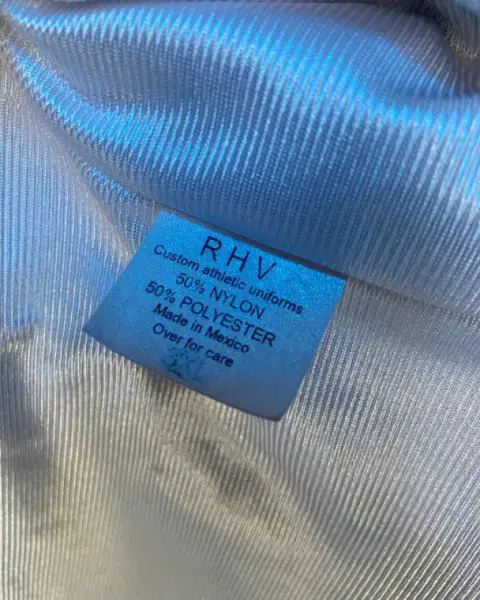 RHV
Custom athletic uniforms
50% NYLON
50% POLYESTER
Made in Mexico
Over for care